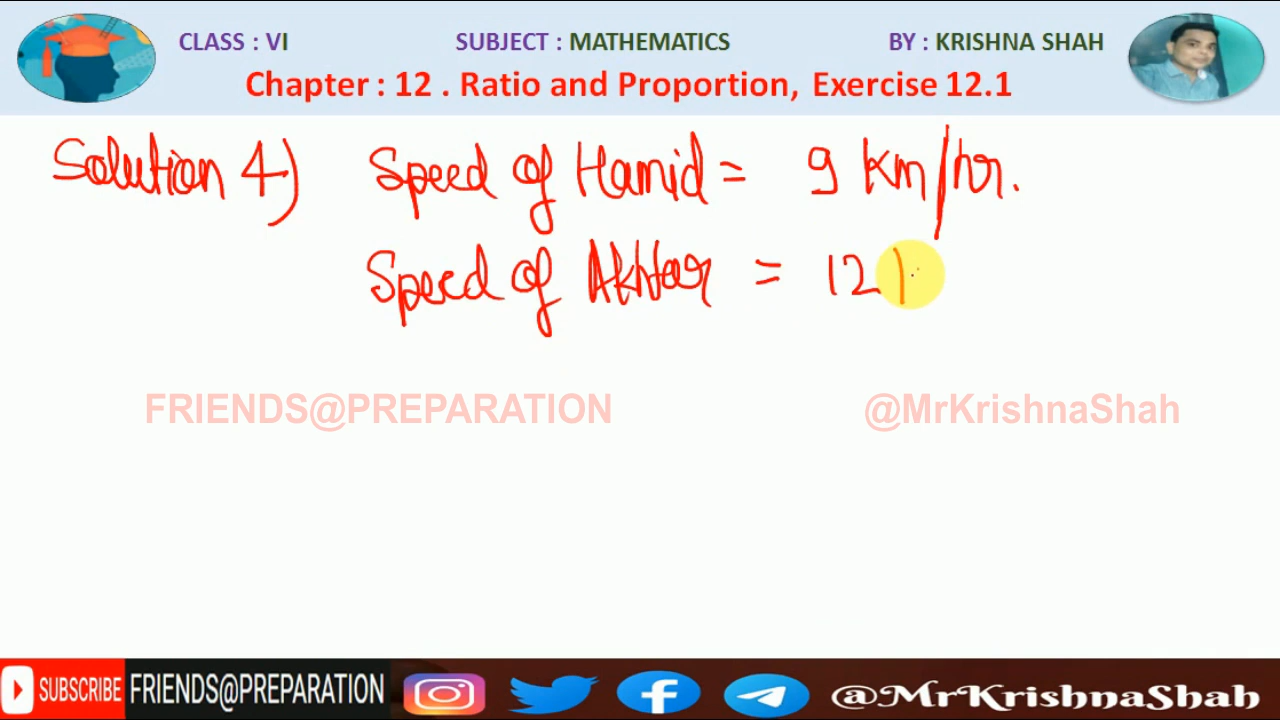 CLASS : VI SUBJECT : MATHEMATICS BY : KRISHNA SHAH
Chapter : 12 . Ratio and Proportion, Exercise 12.1
Solution 4) Speed of Hamid = 9 Km/hr.
Speed of Akhtar = 12
FRIENDS@PREPARATION @MrKrishnaShah
SUBSCRIBE FRIENDS@PREPARATION @MrKrishnaShah